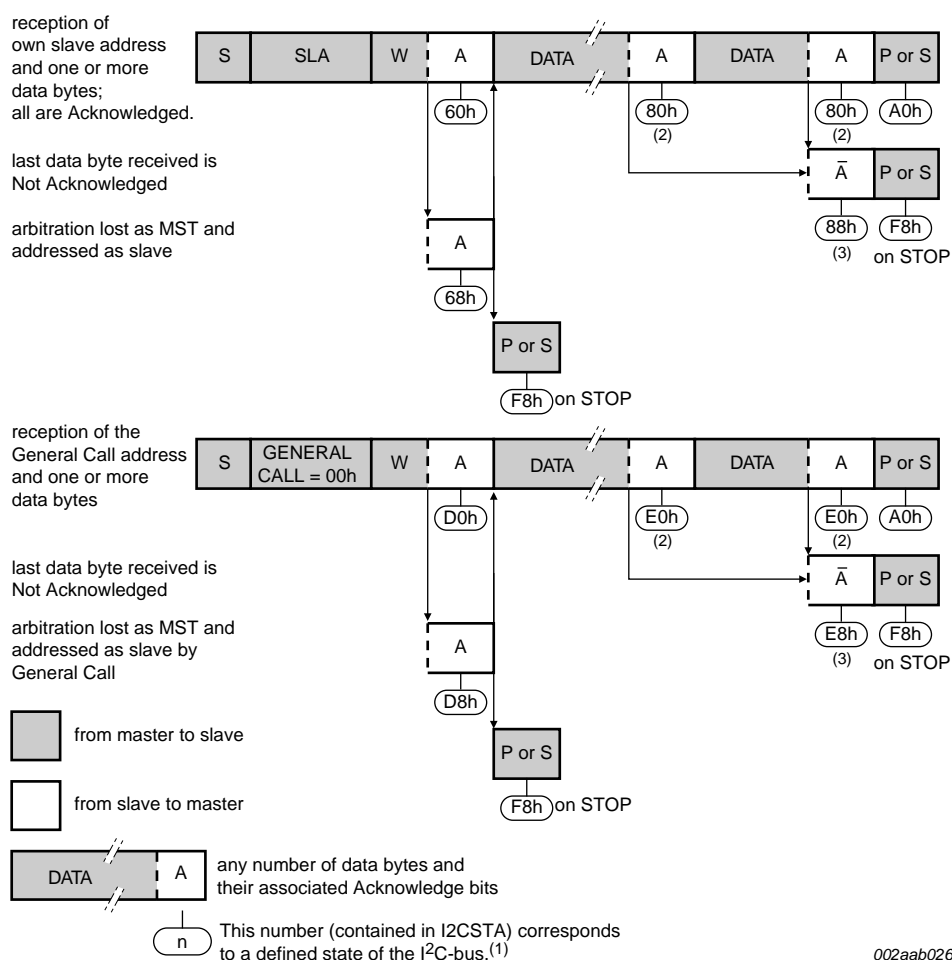 reception of
own slave address
and one or more
data bytes;
all are Acknowledged.
S SLA W A DATA A DATA A P or S
60h 80h 80h A0h
(2) (2)
last data byte received is
Not Acknowledged
A̅ P or S
88h F8h
(3) on STOP
arbitration lost as MST and
addressed as slave
A
68h
P or S
F8h on STOP
reception of the
General Call address
and one or more
data bytes
S GENERAL CALL = 00h W A DATA A DATA A P or S
D0h E0h E0h A0h
(2) (2)
last data byte received is
Not Acknowledged
A̅ P or S
E8h F8h
(3) on STOP
arbitration lost as MST and
addressed as slave by
General Call
A
D8h
P or S
F8h on STOP
from master to slave
from slave to master
DATA A
any number of data bytes and
their associated Acknowledge bits
n
This number (contained in I2CSTA) corresponds
to a defined state of the I²C-bus.(1)
002aab026